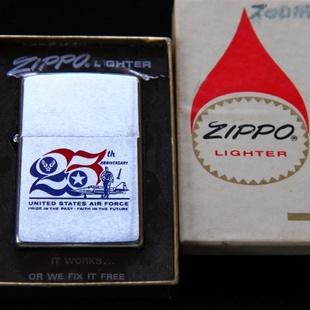 ZIPPO LIGHTER
25th
ANNIVERSARY
UNITED STATES AIR FORCE
PRIDE IN THE PAST - FAITH IN THE FUTURE
IT WORKS...
OR WE FIX IT FREE
ZIPPO®
LIGHTER